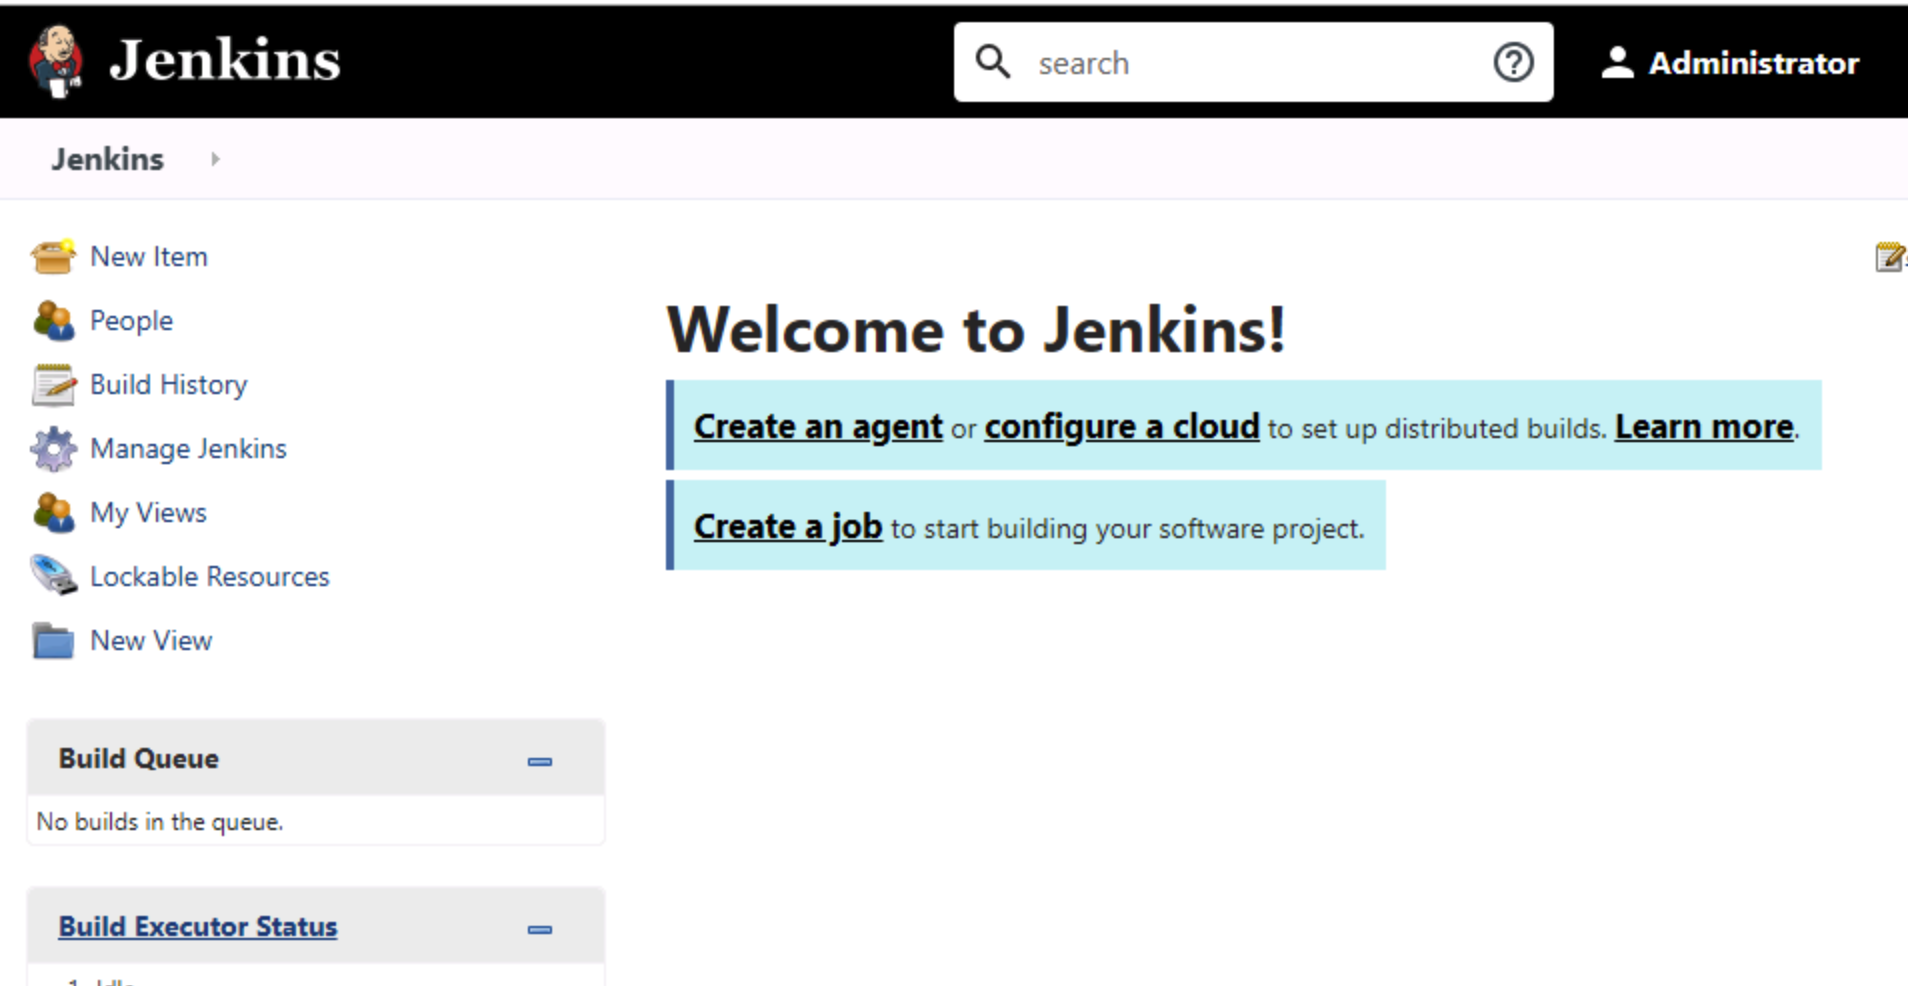 Jenkins
search
Administrator
Jenkins
New Item
People
Build History
Manage Jenkins
My Views
Lockable Resources
New View
Build Queue
No builds in the queue.
Build Executor Status
Welcome to Jenkins!
Create an agent or configure a cloud to set up distributed builds. Learn more.
Create a job to start building your software project.